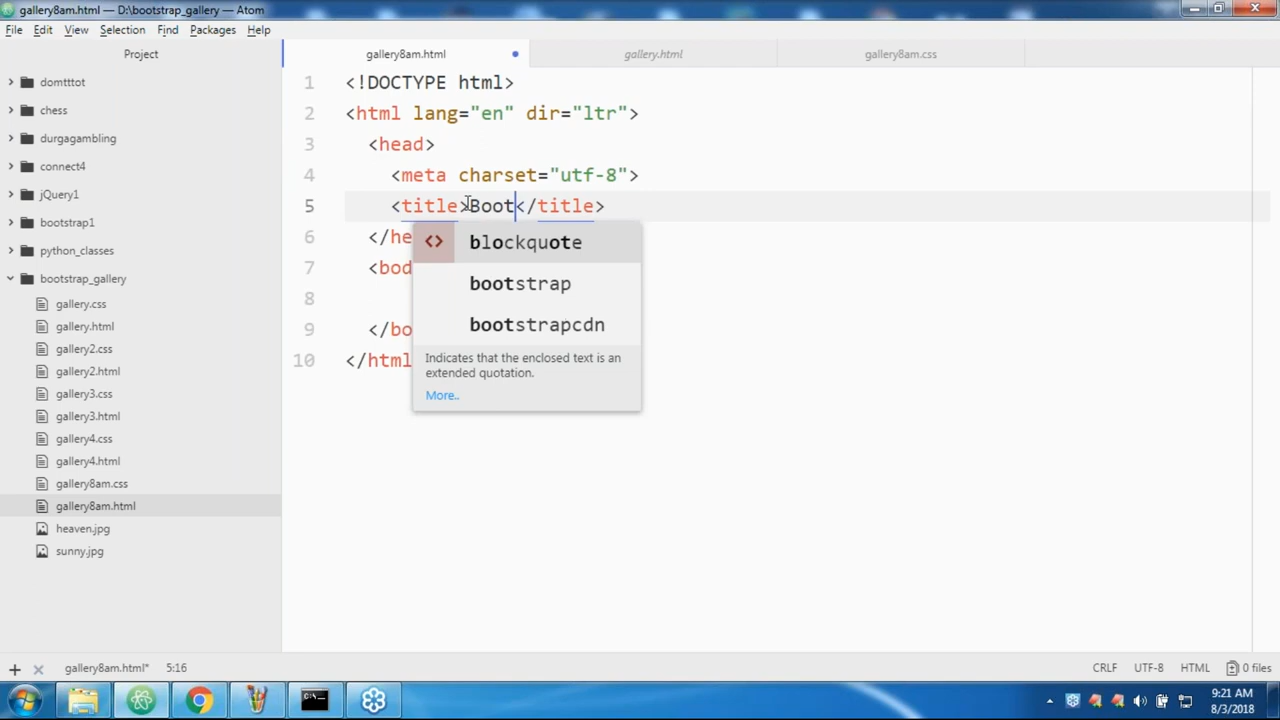 gallery8am.html — D:\bootstrap_gallery — Atom
File Edit View Selection Find Packages Help
Project
domtttot
chess
durgagambling
connect4
jQuery1
bootstrap1
python_classes
bootstrap_gallery
gallery.css
gallery.html
gallery2.css
gallery2.html
gallery3.css
gallery3.html
gallery4.css
gallery4.html
gallery8am.css
gallery8am.html
heaven.jpg
sunny.jpg
gallery8am.html gallery.html gallery8am.css
1 <!DOCTYPE html>
2 <html lang="en" dir="ltr">
3 <head>
4 <meta charset="utf-8">
5 <title>Boot</title>
6 </he
7 <bod
8
9 </bo
10 </html
<> blockquote
bootstrap
bootstrapcdn
Indicates that the enclosed text is an
extended quotation.
More..
gallery8am.html* 5:16 CRLF UTF-8 HTML 0 files
9:21 AM
8/3/2018